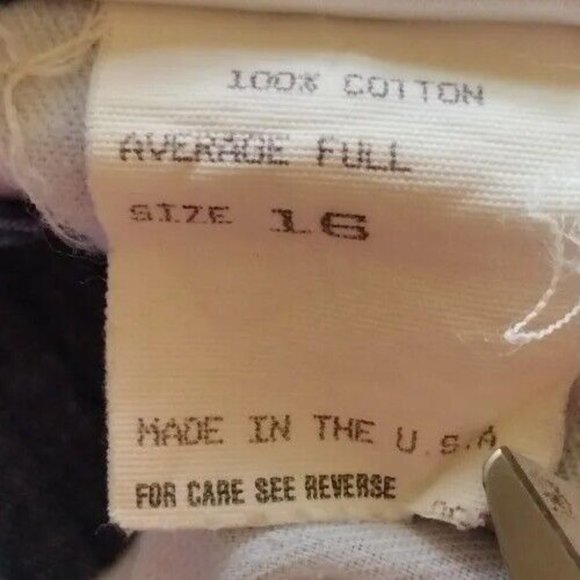 100% COTTON
AVERAGE FULL
SIZE 16
MADE IN THE U.S.A
FOR CARE SEE REVERSE